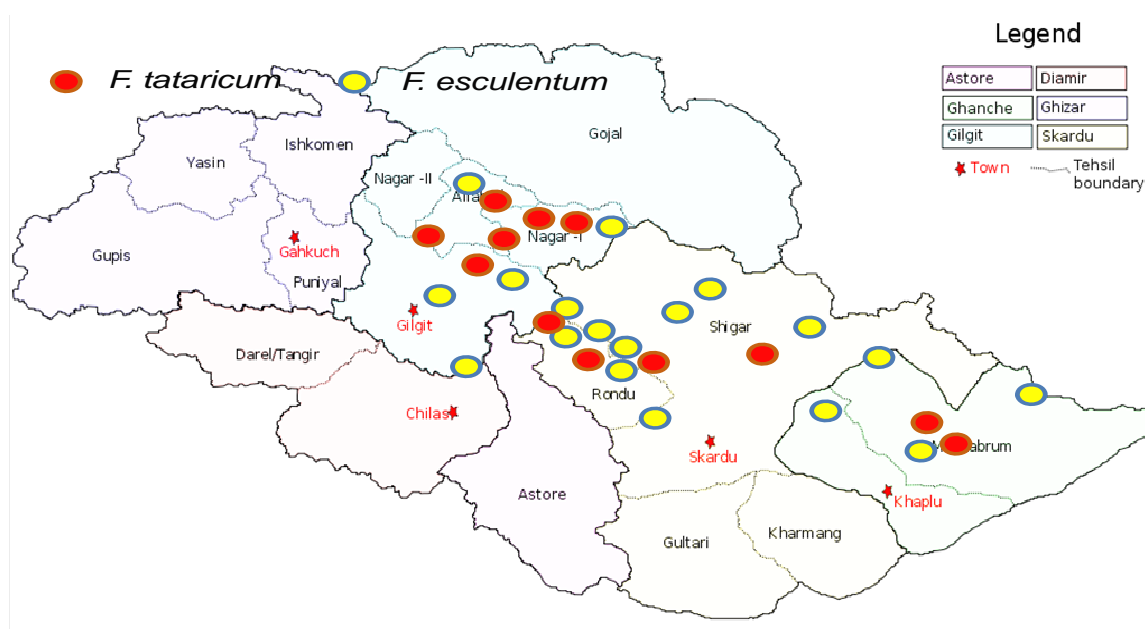 Legend
F. tataricum
F. esculentum
Astore
Diamir
Ghanche
Ghizar
Gilgit
Skardu
Town
Tehsil
boundary
Gojal
Ishkomen
Yasin
Nagar -II
Nagar -I
Gahkuch
Gupis
Puniyal
Gilgit
Shigar
Darel/Tangir
Rondu
Chilas
Skardu
Astore
Khaplu
Kharmang
Gultari